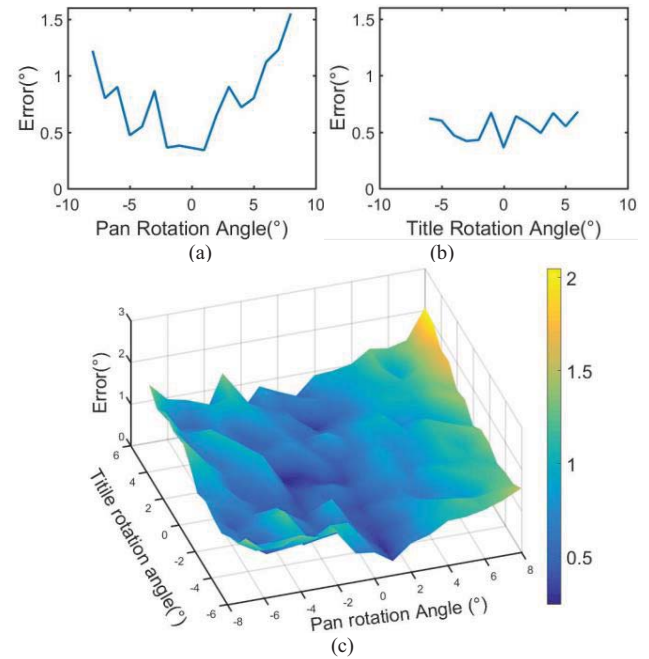 1.5
1
0.5
0
Error(°)
-10 -5 0 5 10
Pan Rotation Angle(°)
(a)
1.5
1
0.5
0
Error(°)
-10 -5 0 5 10
Title Rotation Angle(°)
(b)
3
2
1
0
Error(°)
6
4
2
0
-2
-4
-6
Titile rotation angle(°)
-8 -6 -4 -2 0 2 4 6 8
Pan rotation Angle (°)
2
1.5
1
0.5
(c)